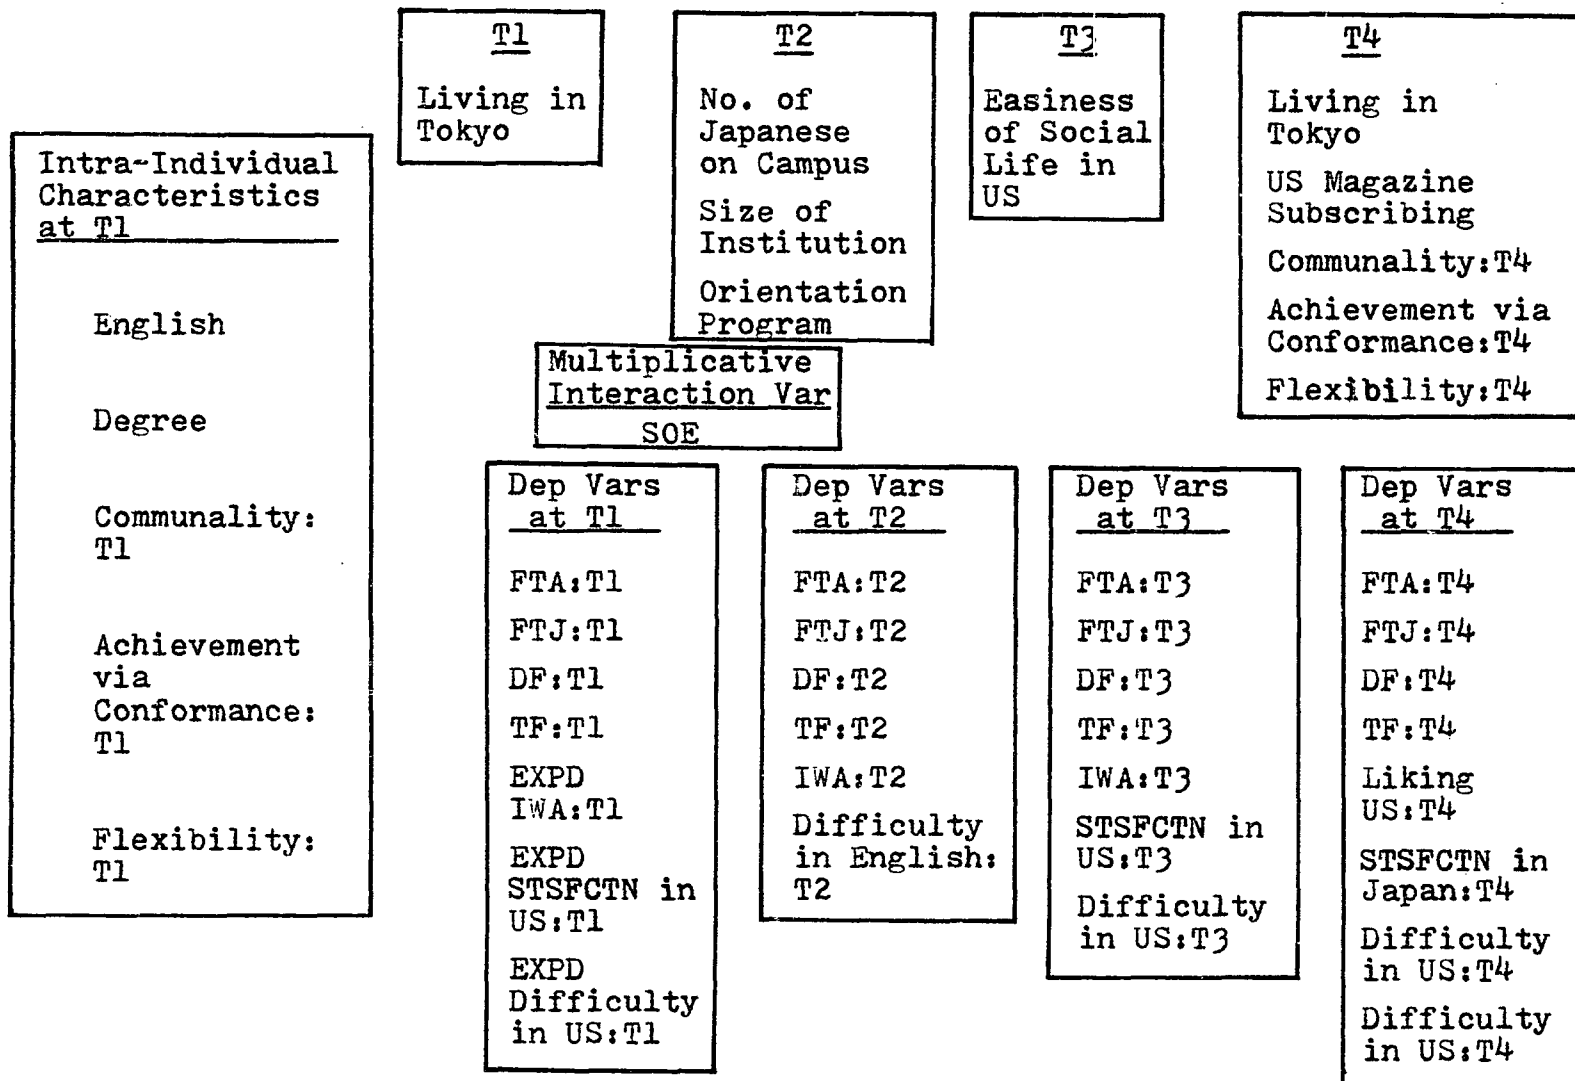 T1
Living in
Tokyo
T2
No. of
Japanese
on Campus
Size of
Institution
Orientation
Program
T3
Easiness
of Social
Life in
US
T4
Living in
Tokyo
US Magazine
Subscribing
Communality:T4
Achievement via
Conformance:T4
Flexibility:T4
Intra-Individual
Characteristics
at T1
English
Degree
Communality:
T1
Achievement
via
Conformance:
T1
Flexibility:
T1
Multiplicative
Interaction Var
SOE
Dep Vars
at T1
FTA:T1
FTJ:T1
DF:T1
TF:T1
EXPD
IWA:T1
EXPD
STSFCTN in
US:T1
EXPD
Difficulty
in US:T1
Dep Vars
at T2
FTA:T2
FTJ:T2
DF:T2
TF:T2
IWA:T2
Difficulty
in English:
T2
Dep Vars
at T3
FTA:T3
FTJ:T3
DF:T3
TF:T3
IWA:T3
STSFCTN in
US:T3
Difficulty
in US:T3
Dep Vars
at T4
FTA:T4
FTJ:T4
DF:T4
TF:T4
Liking
US:T4
STSFCTN in
Japan:T4
Difficulty
in US:T4
Difficulty
in US:T4